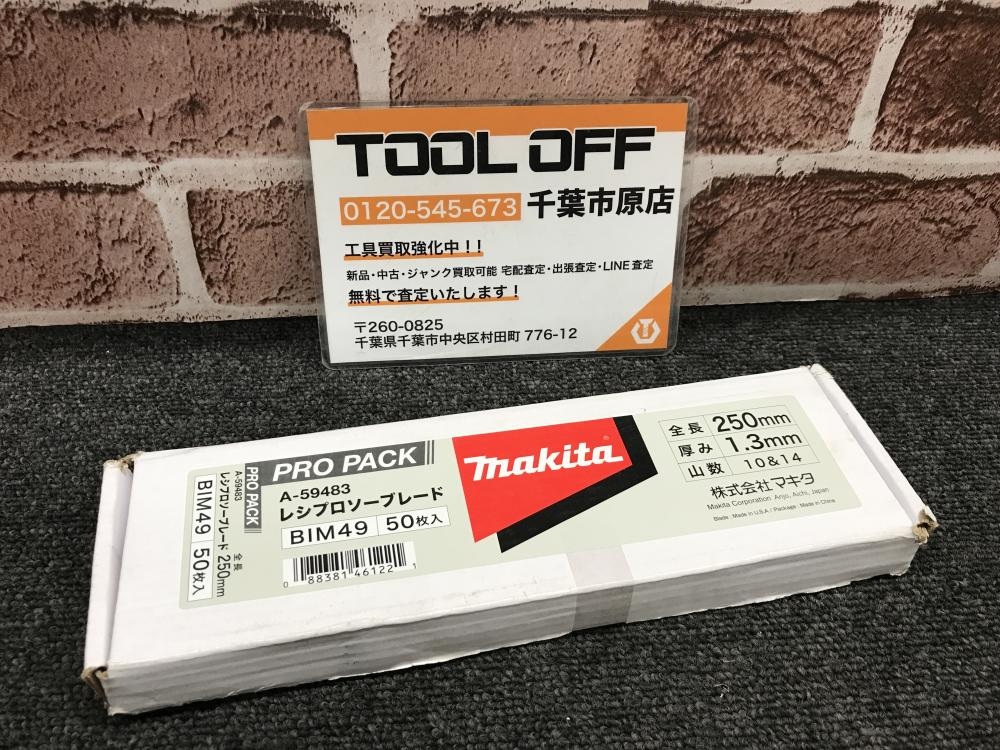 TOOL OFF
0120-545-673 千葉市原店
工具買取強化中！！
新品・中古・ジャンク買取可能 宅配査定・出張査定・LINE査定
無料で査定いたします！
〒260-0825
千葉県千葉市中央区村田町 776-12
PRO PACK
A-59483
レシプロソーブレード 全長 250mm
BIM49 50枚入
PRO PACK
A-59483
レシプロソーブレード
BIM49 50枚入
0 88381 46122 1
makita
全長 250mm
厚み 1.3mm
山数 10&14
株式会社マキタ
Makita Corporation Anjo, Aichi, Japan
Blade : Made in U.S.A / Package : Made in China